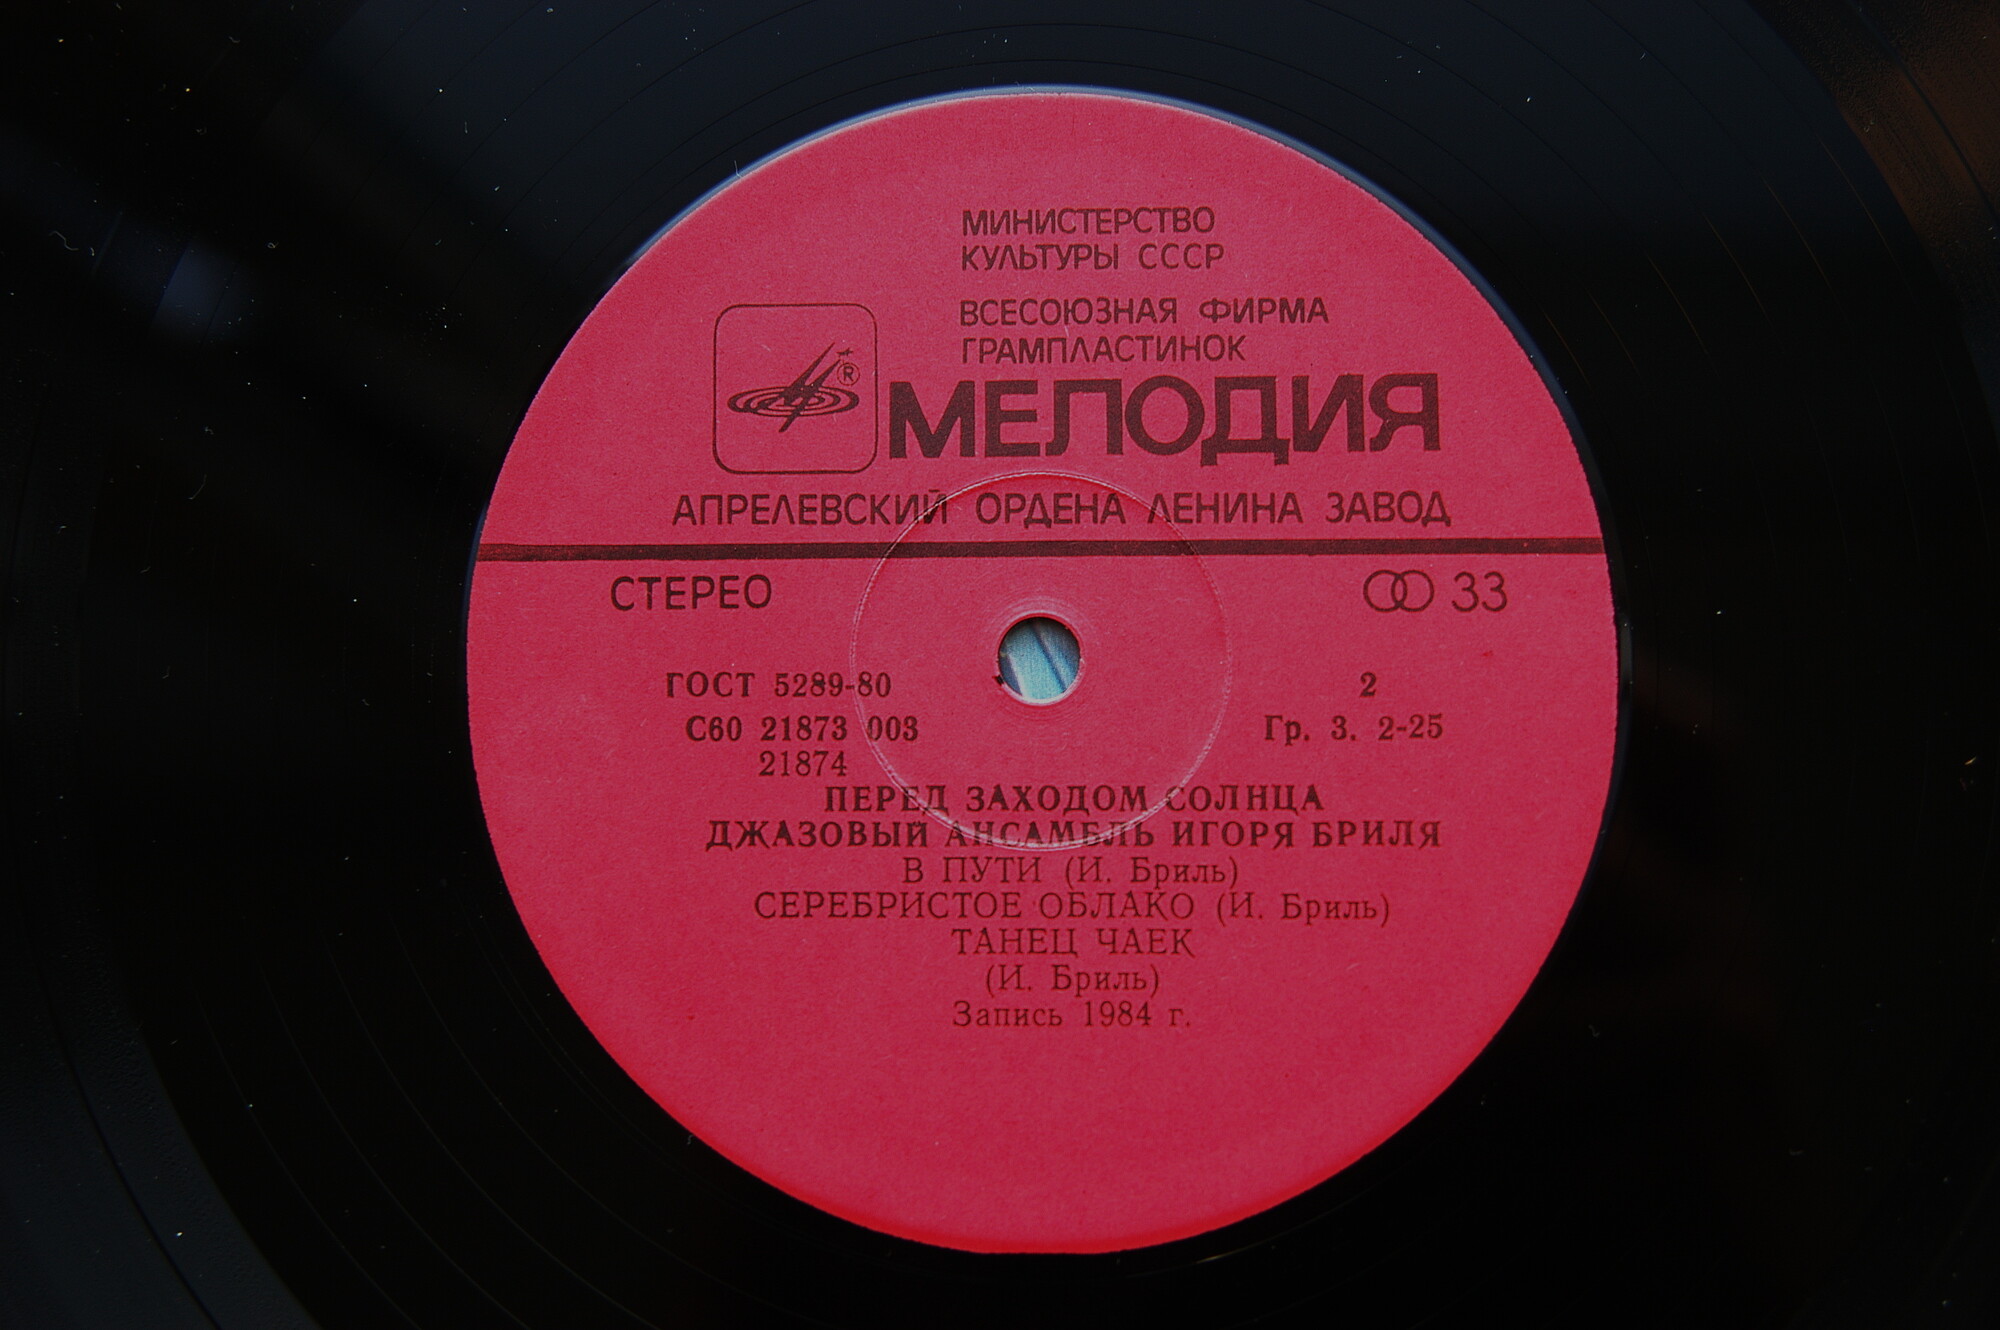 МИНИСТЕРСТВО
КУЛЬТУРЫ СССР
ВСЕСОЮЗНАЯ ФИРМА
ГРАМПЛАСТИНОК
®
МЕЛОДИЯ
АПРЕЛЕВСКИЙ ОРДЕНА ЛЕНИНА ЗАВОД
СТЕРЕО
33
ГОСТ 5289-80
2
С60 21873 003
Гр. 3. 2-25
21874
ПЕРЕД ЗАХОДОМ СОЛНЦА
ДЖАЗОВЫЙ АНСАМБЛЬ ИГОРЯ БРИЛЯ
В ПУТИ (И. Бриль)
СЕРЕБРИСТОЕ ОБЛАКО (И. Бриль)
ТАНЕЦ ЧАЕК
(И. Бриль)
Запись 1984 г.